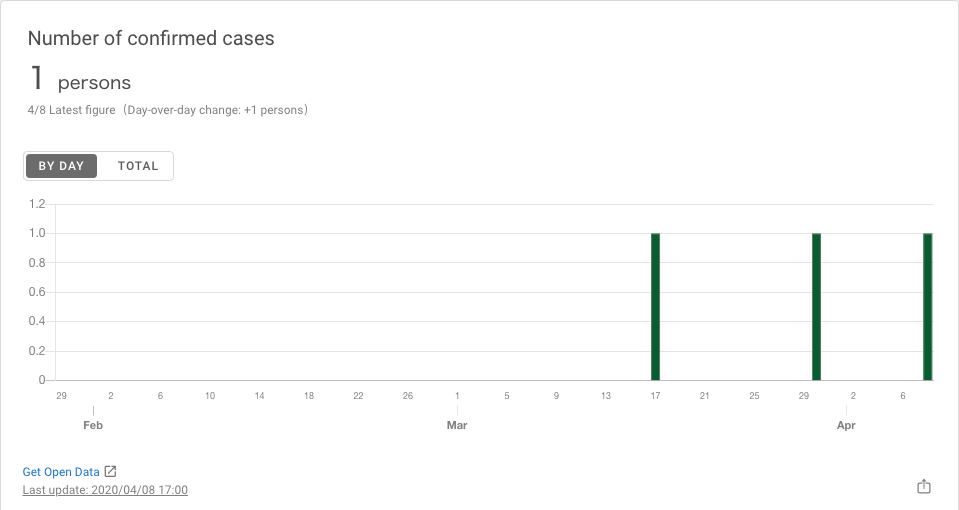 Number of confirmed cases
1 persons
4/8 Latest figure（Day-over-day change: +1 persons）
BY DAY TOTAL
1.2
1.0
0.8
0.6
0.4
0.2
0
29 2 6 10 14 18 22 26 1 5 9 13 17 21 25 29 2 6
Feb Mar Apr
Get Open Data
Last update: 2020/04/08 17:00